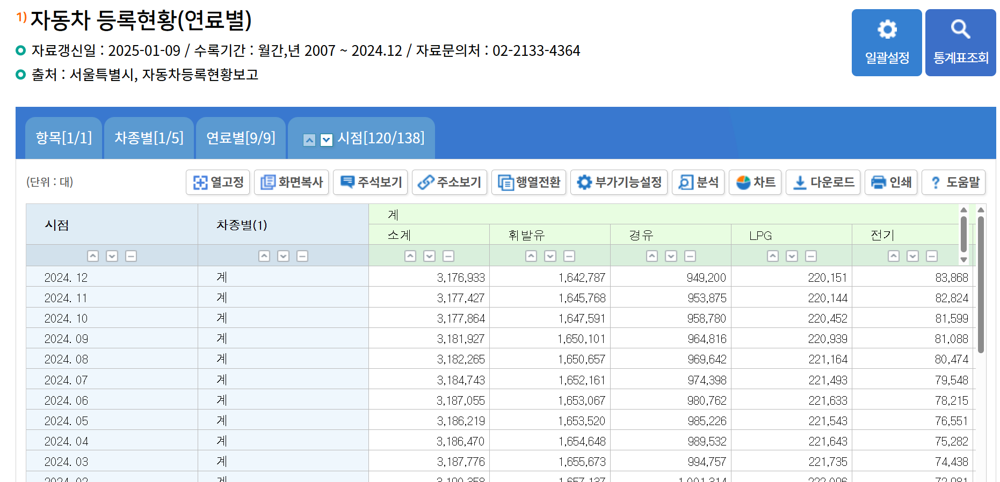 1) 자동차 등록현황(연료별)
자료갱신일 : 2025-01-09 / 수록기간 : 월간,년 2007 ~ 2024.12 / 자료문의처 : 02-2133-4364
출처 : 서울특별시, 자동차등록현황보고
일괄설정 통계표조회
항목[1/1] 차종별[1/5] 연료별[9/9] 시점[120/138]
(단위 : 대) 열고정 화면복사 주석보기 주소보기 행열전환 부가기능설정 분석 차트 다운로드 인쇄 ? 도움말
시점 차종별(1) 계
소계 휘발유 경유 LPG 전기
2024. 12 계 3,176,933 1,642,787 949,200 220,151 83,868
2024. 11 계 3,177,427 1,645,768 953,875 220,144 82,824
2024. 10 계 3,177,864 1,647,591 958,780 220,452 81,599
2024. 09 계 3,181,927 1,650,101 964,816 220,939 81,088
2024. 08 계 3,182,265 1,650,657 969,642 221,164 80,474
2024. 07 계 3,184,743 1,652,161 974,398 221,493 79,548
2024. 06 계 3,187,055 1,653,067 980,762 221,633 78,215
2024. 05 계 3,186,219 1,653,520 985,226 221,543 76,551
2024. 04 계 3,186,470 1,654,648 989,532 221,643 75,282
2024. 03 계 3,187,776 1,655,673 994,757 221,735 74,438